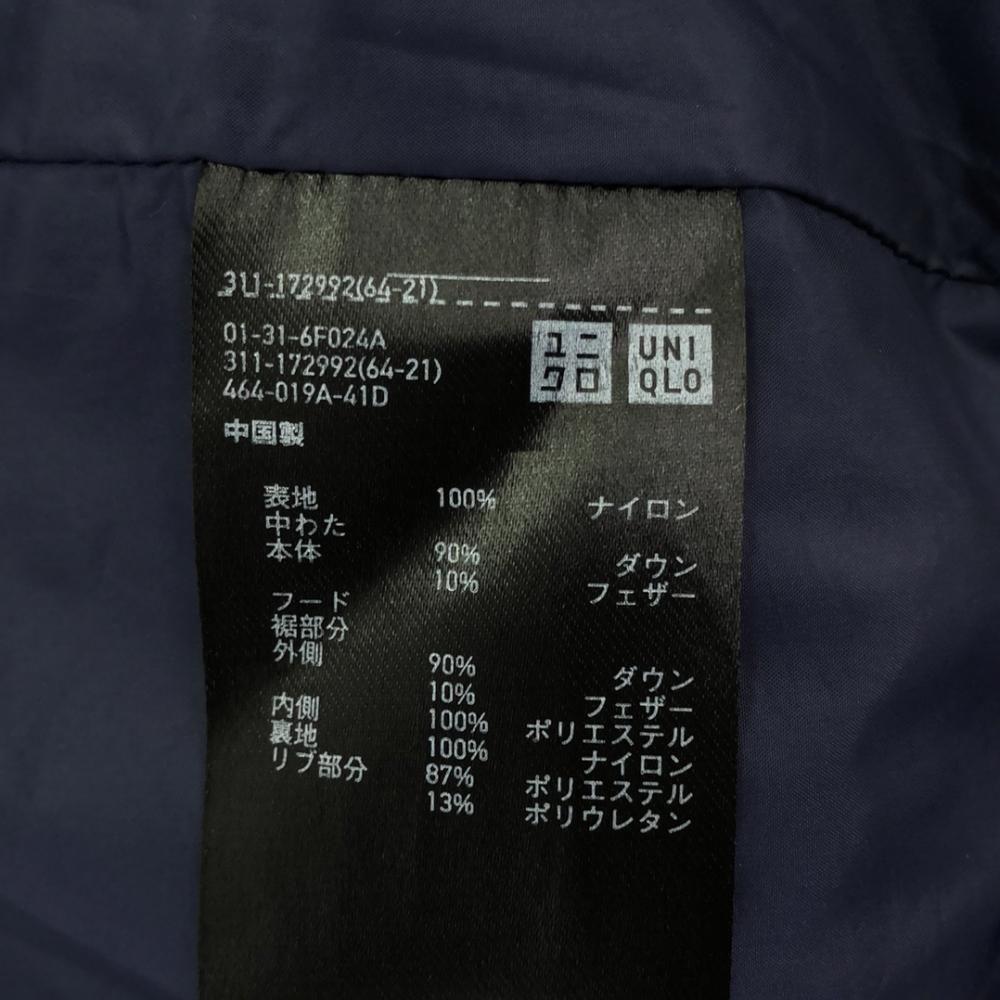 311-172992(64-21)
01-31-6F024A
311-172992(64-21)
464-019A-41D
中国製
ユニ
クロ
UNI
QLO
表地 100% ナイロン
中わた
本体 90% ダウン
10% フェザー
フード
裾部分
外側 90% ダウン
10% フェザー
内側 100% ポリエステル
裏地 100% ナイロン
リブ部分 87% ポリエステル
13% ポリウレタン